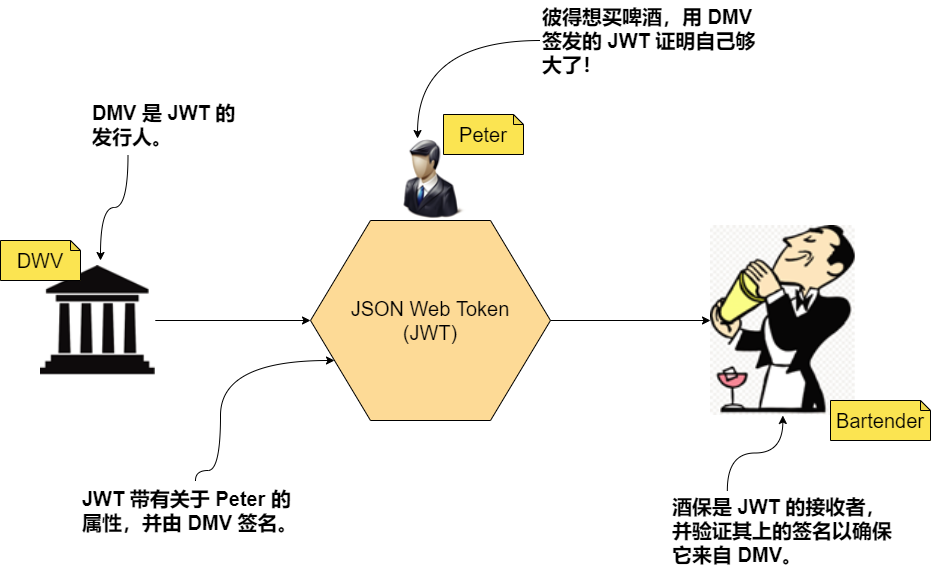 彼得想买啤酒，用 DMV
签发的 JWT 证明自己够
大了！
DMV 是 JWT 的
发行人。
Peter
DWV
JSON Web Token
(JWT)
Bartender
JWT 带有关于 Peter 的
属性，并由 DMV 签名。
酒保是 JWT 的接收者，
并验证其上的签名以确保
它来自 DMV。